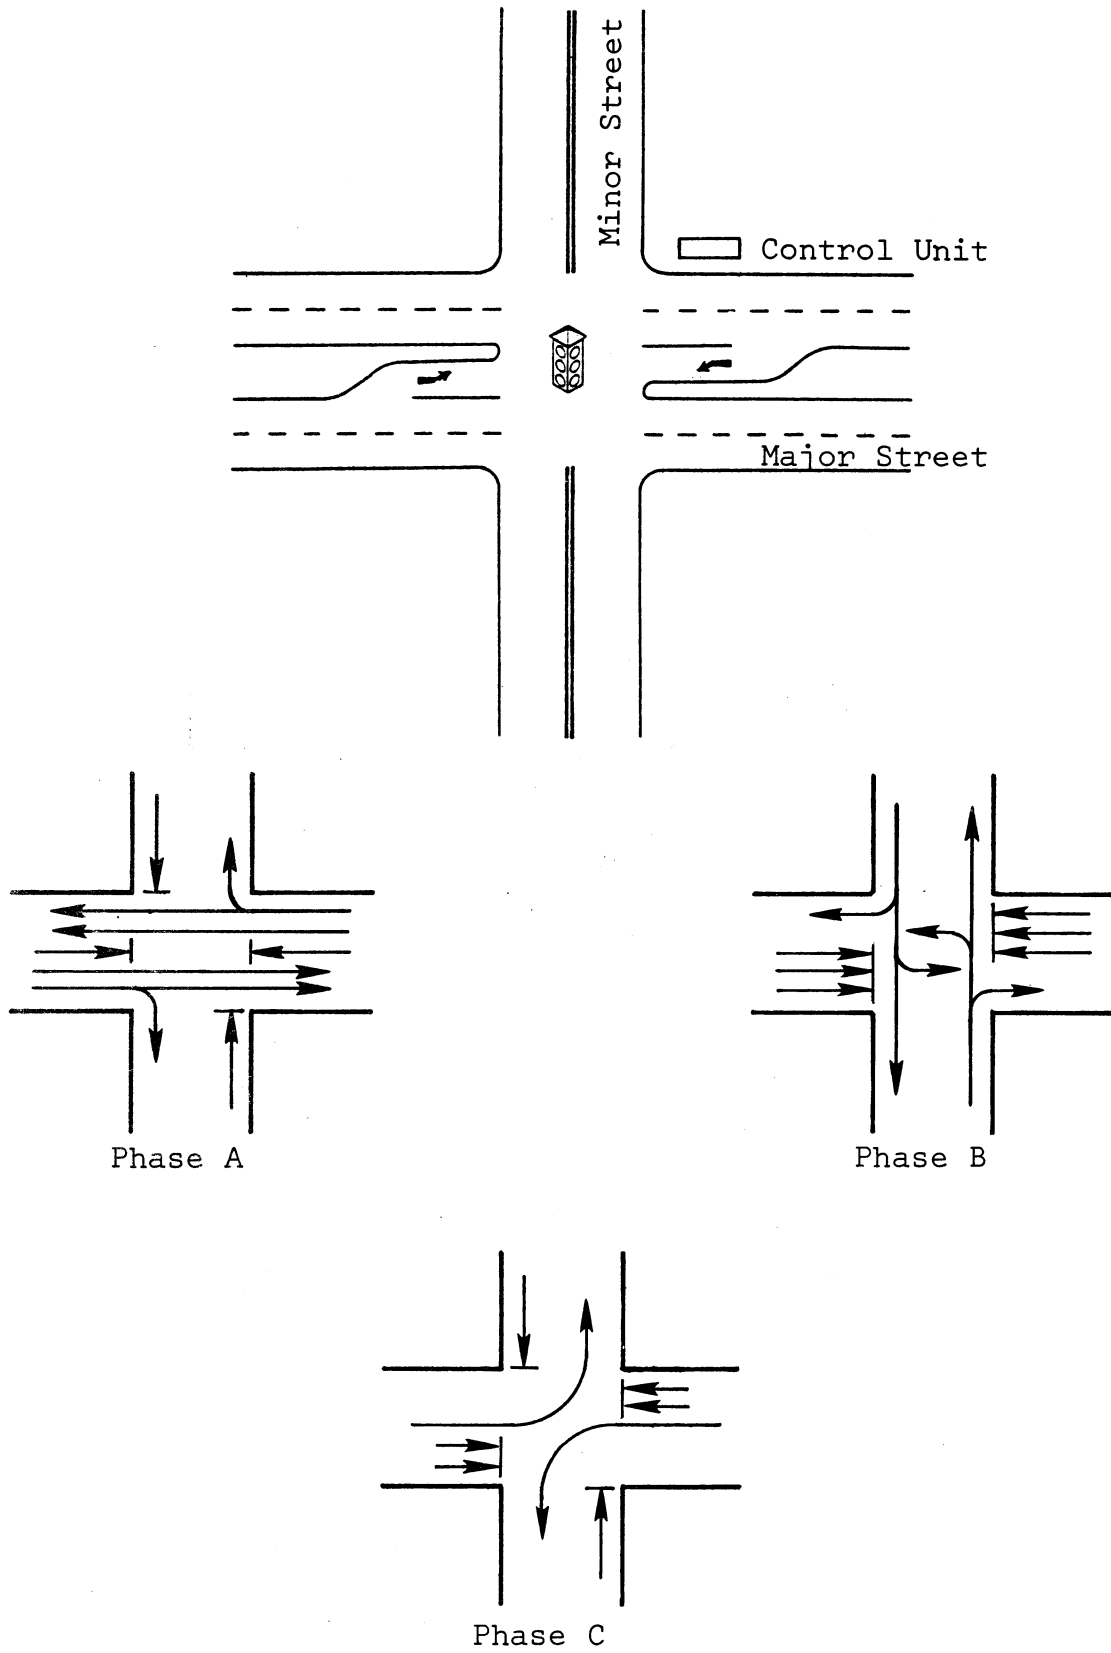 Minor Street
Control Unit
Major Street
Phase A
Phase B
Phase C